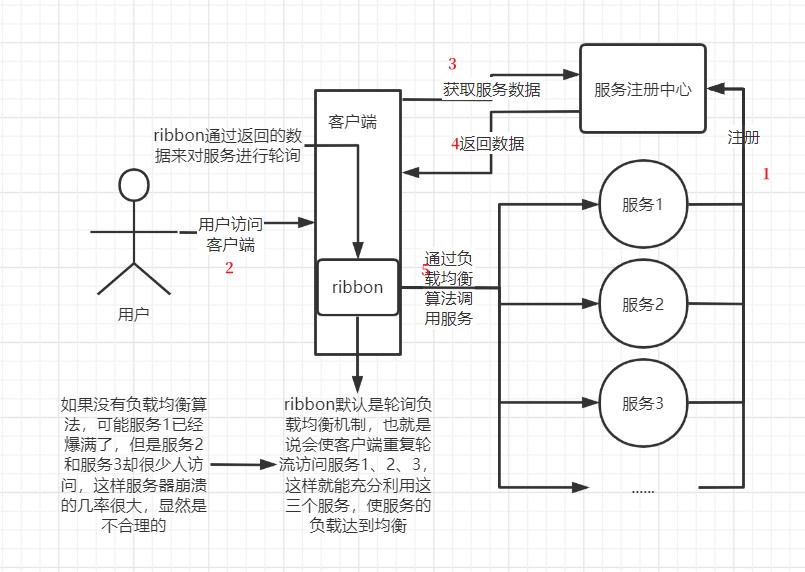 3
获取服务数据
服务注册中心
客户端
ribbon通过返回的数
据来对服务进行轮询
4返回数据
注册
1
用户访问
客户端
2
服务1
通过负
5
载均衡
算法调
用服务
ribbon
服务2
用户
服务3
如果没有负载均衡算
法，可能服务1已经
爆满了，但是服务2
和服务3却很少人访
问，这样服务器崩溃
的几率很大，显然是
不合理的
ribbon默认是轮询负
载均衡机制，也就是
说会使客户端重复轮
流访问服务1、2、3，
这样就能充分利用这
三个服务，使服务的
负载达到均衡
......